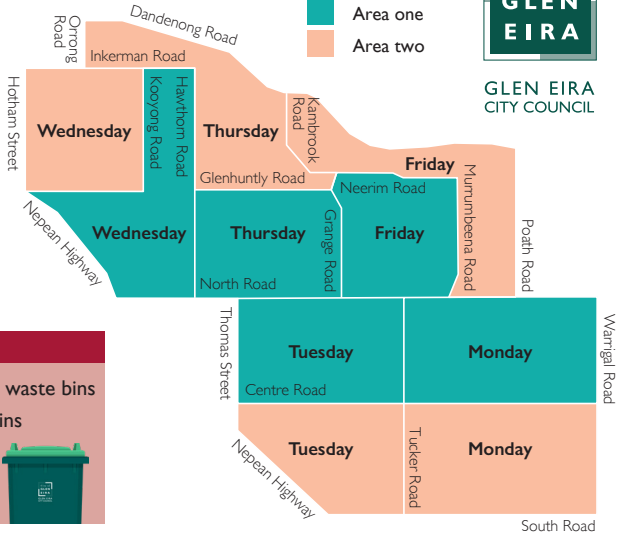 GLEN
EIRA
GLEN EIRA
CITY COUNCIL
Area one
Area two
Dandenong Road
Orrong
Road
Inkerman Road
Hotham Street
Wednesday
Kooyong Road
Hawthorn Road
Thursday
Kambrook
Road
Friday
Glenhuntly Road
Neerim Road
Murrumbeena Road
Nepean Highway
Wednesday
Thursday
Grange Road
Friday
Poath Road
North Road
Thomas Street
Tuesday
Monday
Warrigal Road
Centre Road
Tuesday
Tucker Road
Monday
Nepean Highway
South Road
waste bins
ins
GLEN
EIRA